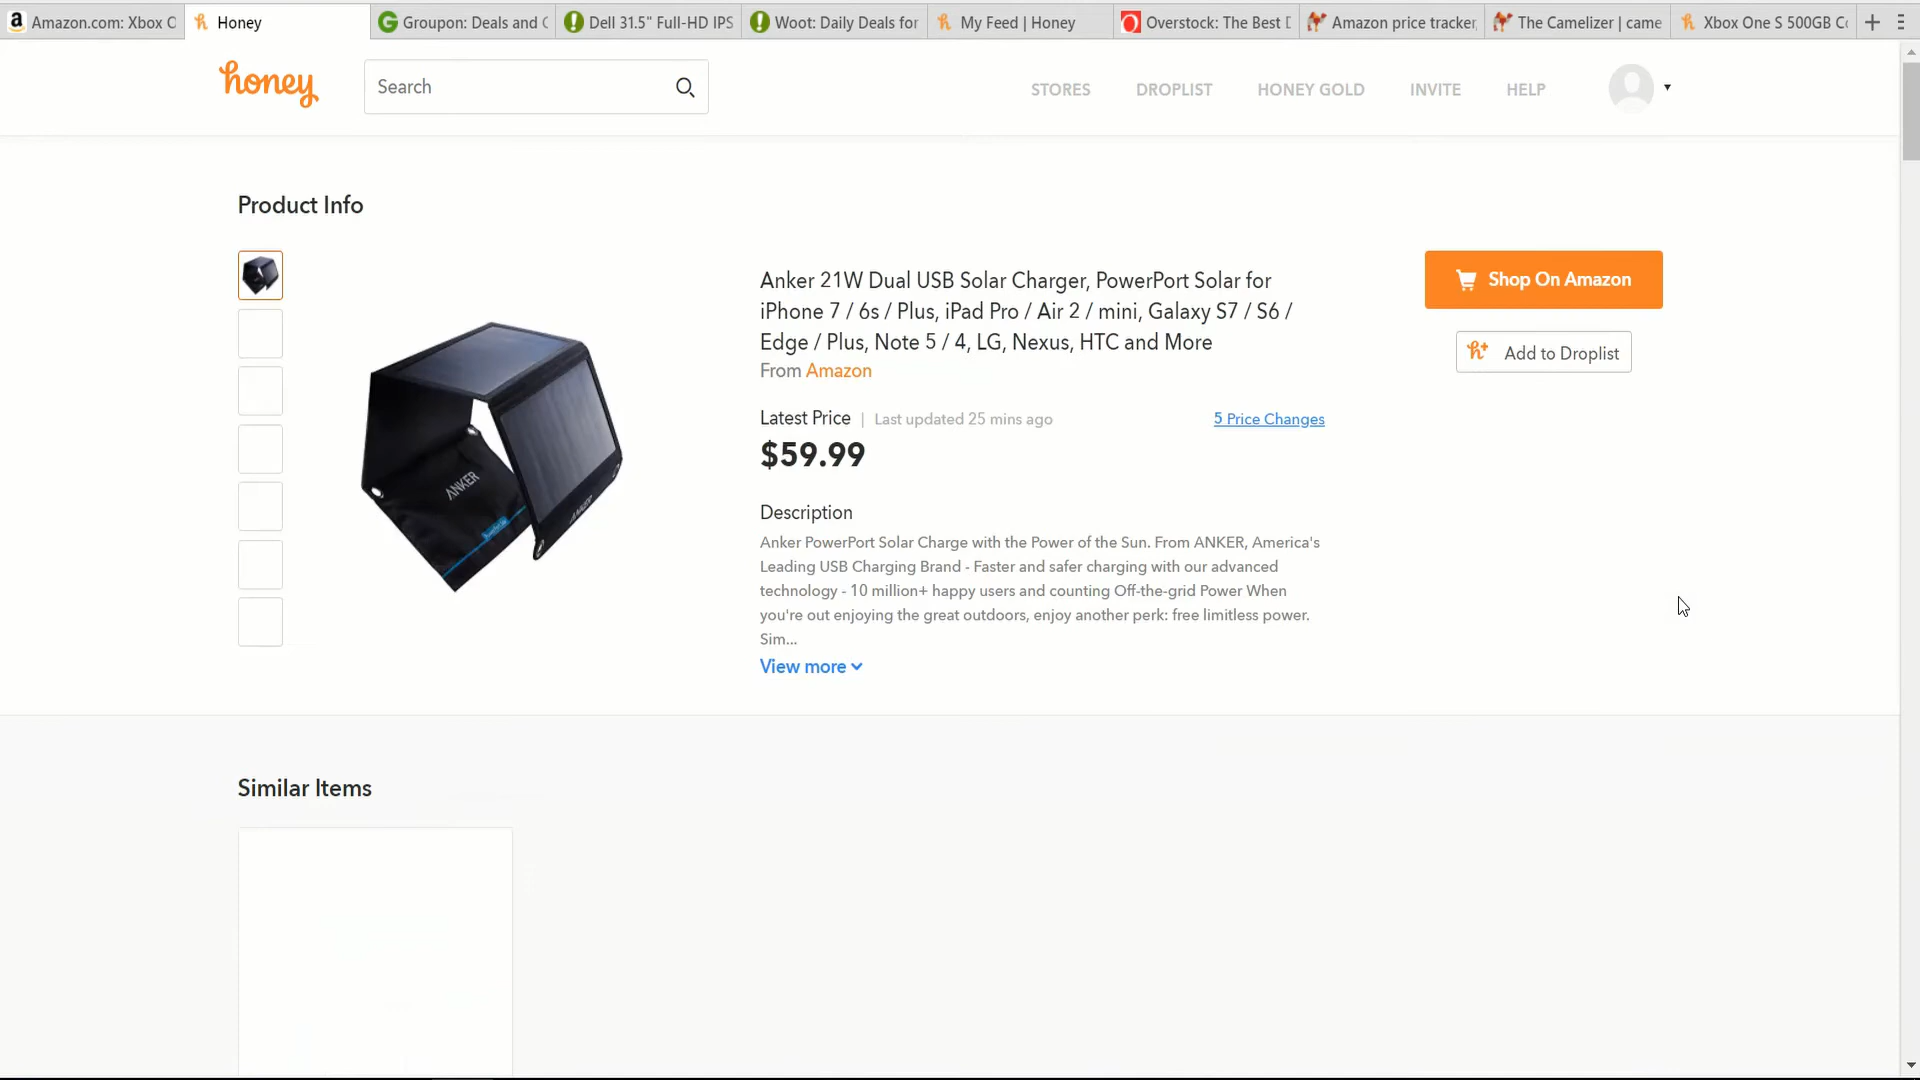 Amazon.com: Xbox O
Honey
Groupon: Deals and C
Dell 31.5" Full-HD IPS
Woot: Daily Deals for
My Feed | Honey
Overstock: The Best D
Amazon price tracker,
The Camelizer | came
Xbox One S 500GB Co
honey
Search
STORES
DROPLIST
HONEY GOLD
INVITE
HELP
Product Info
Anker 21W Dual USB Solar Charger, PowerPort Solar for
iPhone 7 / 6s / Plus, iPad Pro / Air 2 / mini, Galaxy S7 / S6 /
Edge / Plus, Note 5 / 4, LG, Nexus, HTC and More
From Amazon
Shop On Amazon
Add to Droplist
Latest Price | Last updated 25 mins ago
5 Price Changes
$59.99
ANKER
Description
Anker PowerPort Solar Charge with the Power of the Sun. From ANKER, America's
Leading USB Charging Brand - Faster and safer charging with our advanced
technology - 10 million+ happy users and counting Off-the-grid Power When
you're out enjoying the great outdoors, enjoy another perk: free limitless power.
Sim...
View more
Similar Items